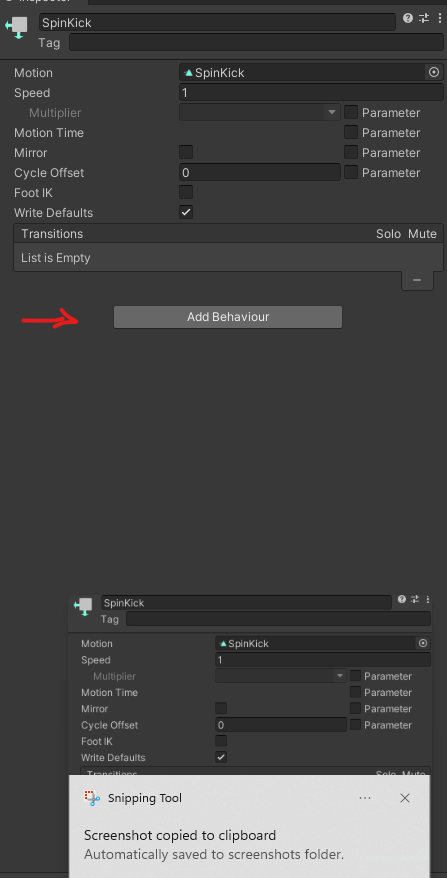 Inspector
SpinKick
Tag
Motion SpinKick
Speed 1
Multiplier Parameter
Motion Time Parameter
Mirror Parameter
Cycle Offset 0 Parameter
Foot IK
Write Defaults
Transitions Solo Mute
List is Empty
Add Behaviour
SpinKick
Tag
Motion SpinKick
Speed 1
Multiplier Parameter
Motion Time Parameter
Mirror Parameter
Cycle Offset 0 Parameter
Foot IK
Write Defaults
Transitions Solo Mute
Snipping Tool
Screenshot copied to clipboard
Automatically saved to screenshots folder.